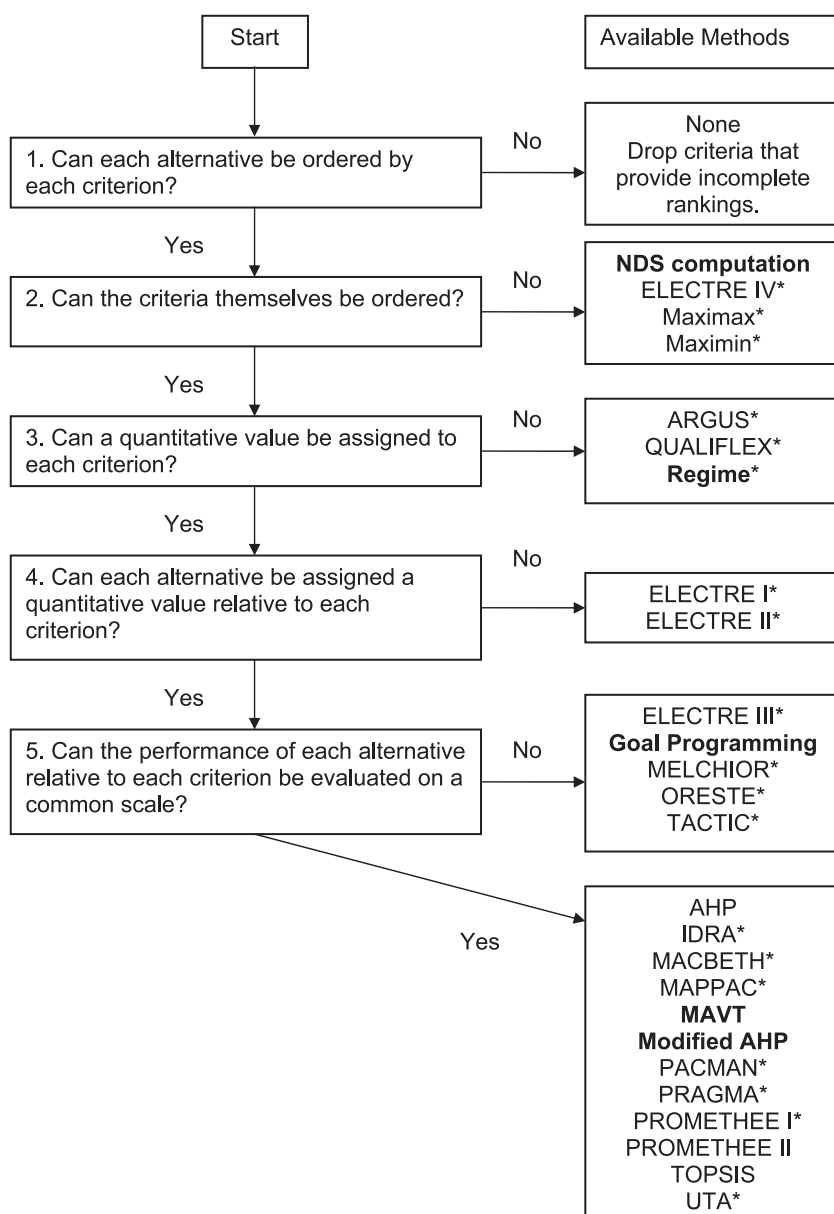 Start
Available Methods
1. Can each alternative be ordered by
each criterion?
No
None
Drop criteria that
provide incomplete
rankings.
Yes
2. Can the criteria themselves be ordered?
No
NDS computation
ELECTRE IV*
Maximax*
Maximin*
Yes
3. Can a quantitative value be assigned to
each criterion?
No
ARGUS*
QUALIFLEX*
Regime*
Yes
4. Can each alternative be assigned a
quantitative value relative to each
criterion?
No
ELECTRE I*
ELECTRE II*
Yes
5. Can the performance of each alternative
relative to each criterion be evaluated on a
common scale?
No
ELECTRE III*
Goal Programming
MELCHIOR*
ORESTE*
TACTIC*
Yes
AHP
IDRA*
MACBETH*
MAPPAC*
MAVT
Modified AHP
PACMAN*
PRAGMA*
PROMETHEE I*
PROMETHEE II
TOPSIS
UTA*